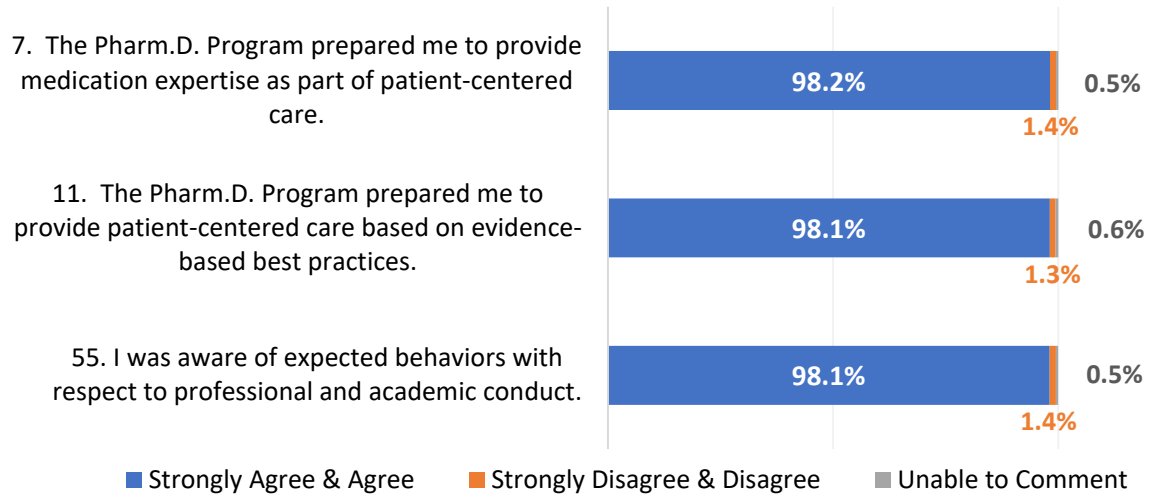 7.  The Pharm.D. Program prepared me to provide
medication expertise as part of patient-centered
care.
98.2%
0.5%
1.4%
11.  The Pharm.D. Program prepared me to
provide patient-centered care based on evidence-
based best practices.
98.1%
0.6%
1.3%
55. I was aware of expected behaviors with
respect to professional and academic conduct.
98.1%
0.5%
1.4%
Strongly Agree & Agree
Strongly Disagree & Disagree
Unable to Comment